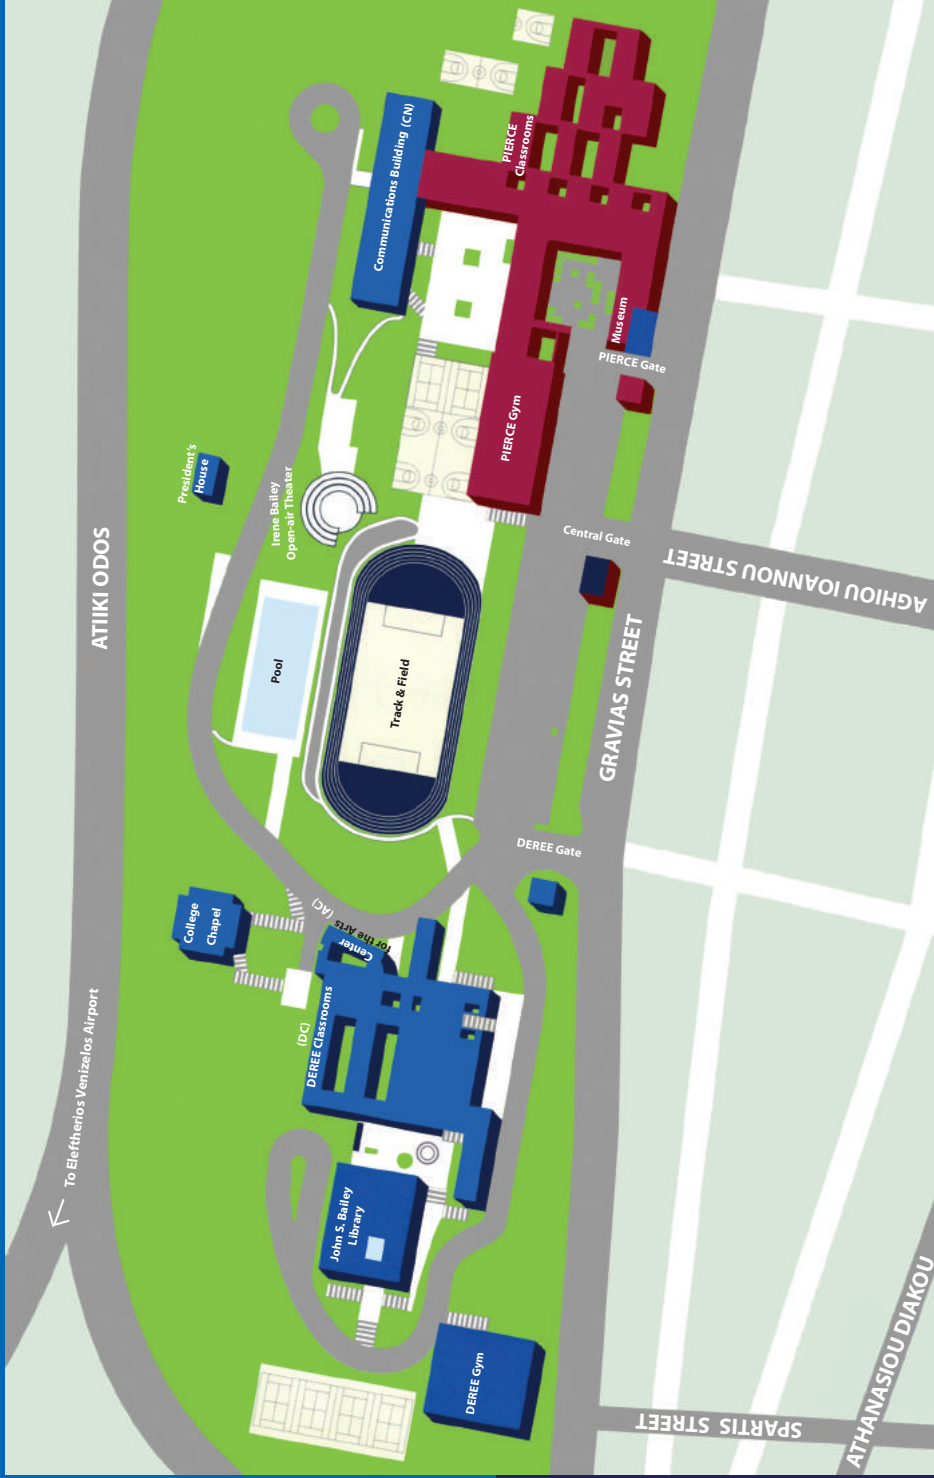 Communications Building (CN)
PIERCE
Classrooms
Museum
PIERCE Gate
PIERCE Gym
President's
House
Irene Bailey
Open-air Theater
Central Gate
AGHIOU IOANNOU STREET
ATIIKI ODOS
Pool
Track & Field
GRAVIAS STREET
DEREE Gate
College
Chapel
Center
for the Arts
(AC)
DEREE Classrooms
(DC)
To Eleftherios Venizelos Airport
John S. Bailey
Library
DEREE Gym
SPARTIS STREET
ATHANASIOU DIAKOU